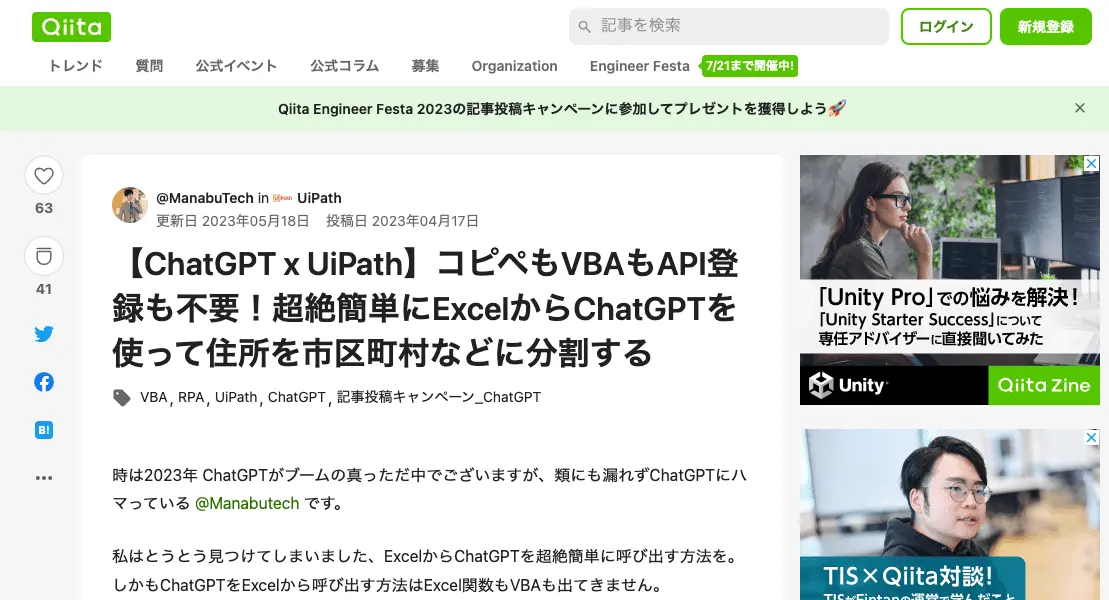 Qiita
記事を検索
ログイン
新規登録
トレンド
質問
公式イベント
公式コラム
募集
Organization
Engineer Festa
7/21まで開催中!
Qiita Engineer Festa 2023の記事投稿キャンペーンに参加してプレゼントを獲得しよう🚀
63
41
B!
@ManabuTech in UiPath UiPath
更新日 2023年05月18日 投稿日 2023年04月17日
【ChatGPT x UiPath】コピペもVBAもAPI登
録も不要！超絶簡単にExcelからChatGPTを
使って住所を市区町村などに分割する
VBA, RPA, UiPath, ChatGPT, 記事投稿キャンペーン_ChatGPT
時は2023年 ChatGPTがブームの真っただ中でございますが、類にも漏れずChatGPTにハ
マっている @Manabutech です。
私はとうとう見つけてしまいました、ExcelからChatGPTを超絶簡単に呼び出す方法を。
しかもChatGPTをExcelから呼び出す方法はExcel関数もVBAも出てきません。
「Unity Pro」での悩みを解決！
「Unity Starter Success」について
専任アドバイザーに直接聞いてみた
Unity
Qiita Zine
TIS×Qiita対談！
TISがFintanの運営で学んだこと